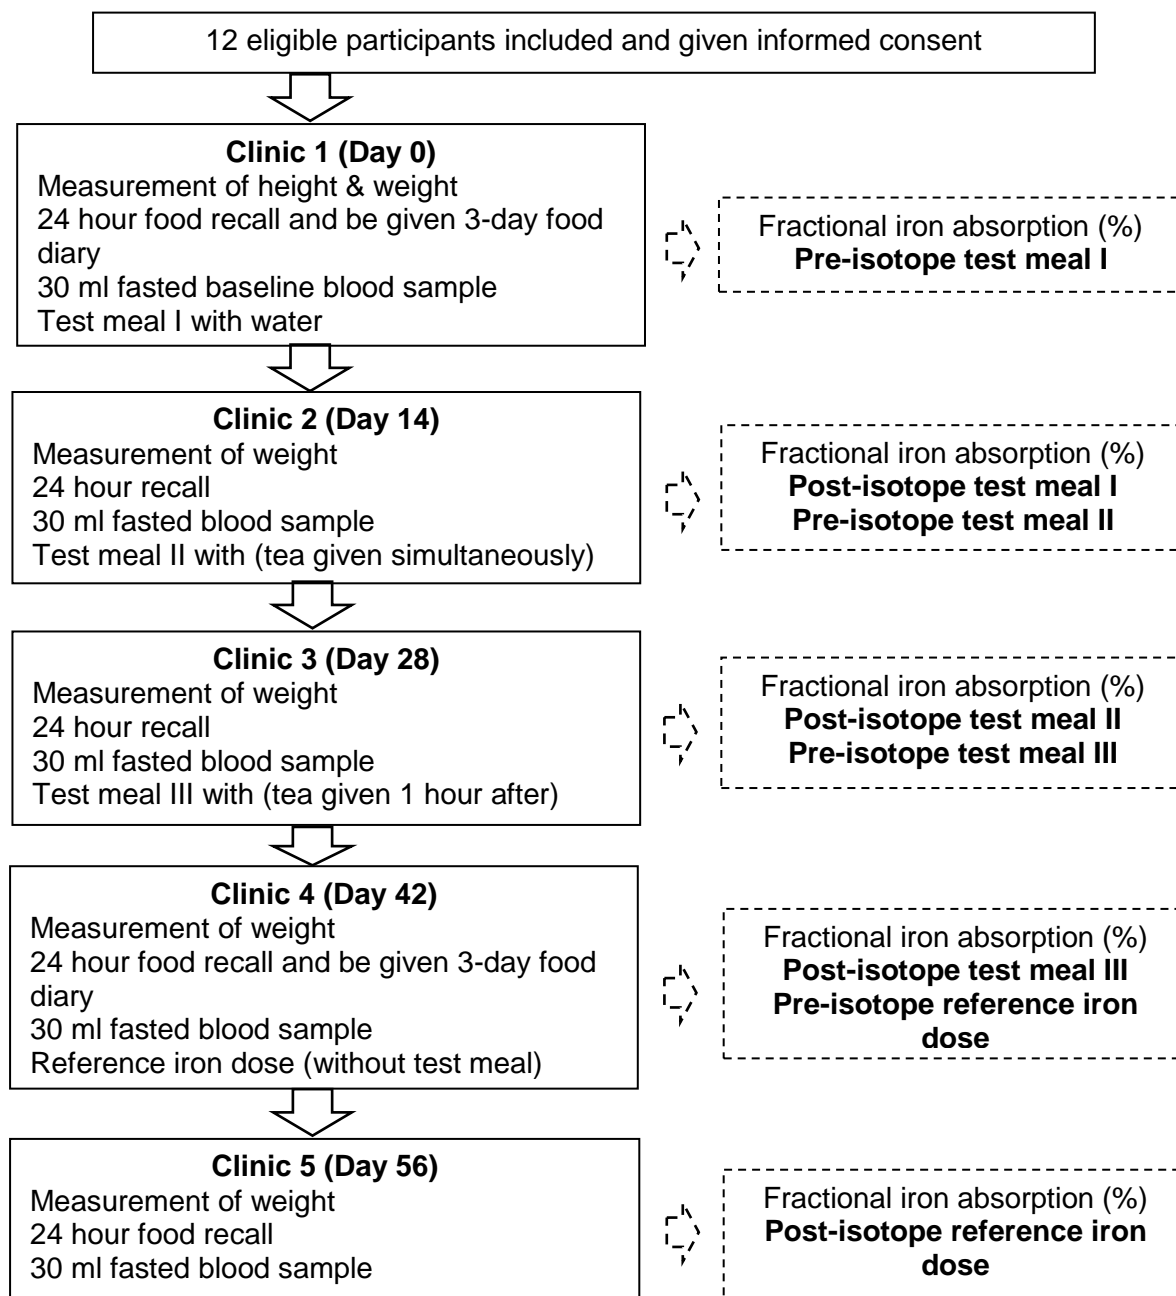 12 eligible participants included and given informed consent
Clinic 1 (Day 0)
Measurement of height & weight
24 hour food recall and be given 3-day food
diary
30 ml fasted baseline blood sample
Test meal I with water
Fractional iron absorption (%)
Pre-isotope test meal I
Clinic 2 (Day 14)
Measurement of weight
24 hour recall
30 ml fasted blood sample
Test meal II with (tea given simultaneously)
Fractional iron absorption (%)
Post-isotope test meal I
Pre-isotope test meal II
Clinic 3 (Day 28)
Measurement of weight
24 hour recall
30 ml fasted blood sample
Test meal III with (tea given 1 hour after)
Fractional iron absorption (%)
Post-isotope test meal II
Pre-isotope test meal III
Clinic 4 (Day 42)
Measurement of weight
24 hour food recall and be given 3-day food
diary
30 ml fasted blood sample
Reference iron dose (without test meal)
Fractional iron absorption (%)
Post-isotope test meal III
Pre-isotope reference iron
dose
Clinic 5 (Day 56)
Measurement of weight
24 hour food recall
30 ml fasted blood sample
Fractional iron absorption (%)
Post-isotope reference iron
dose